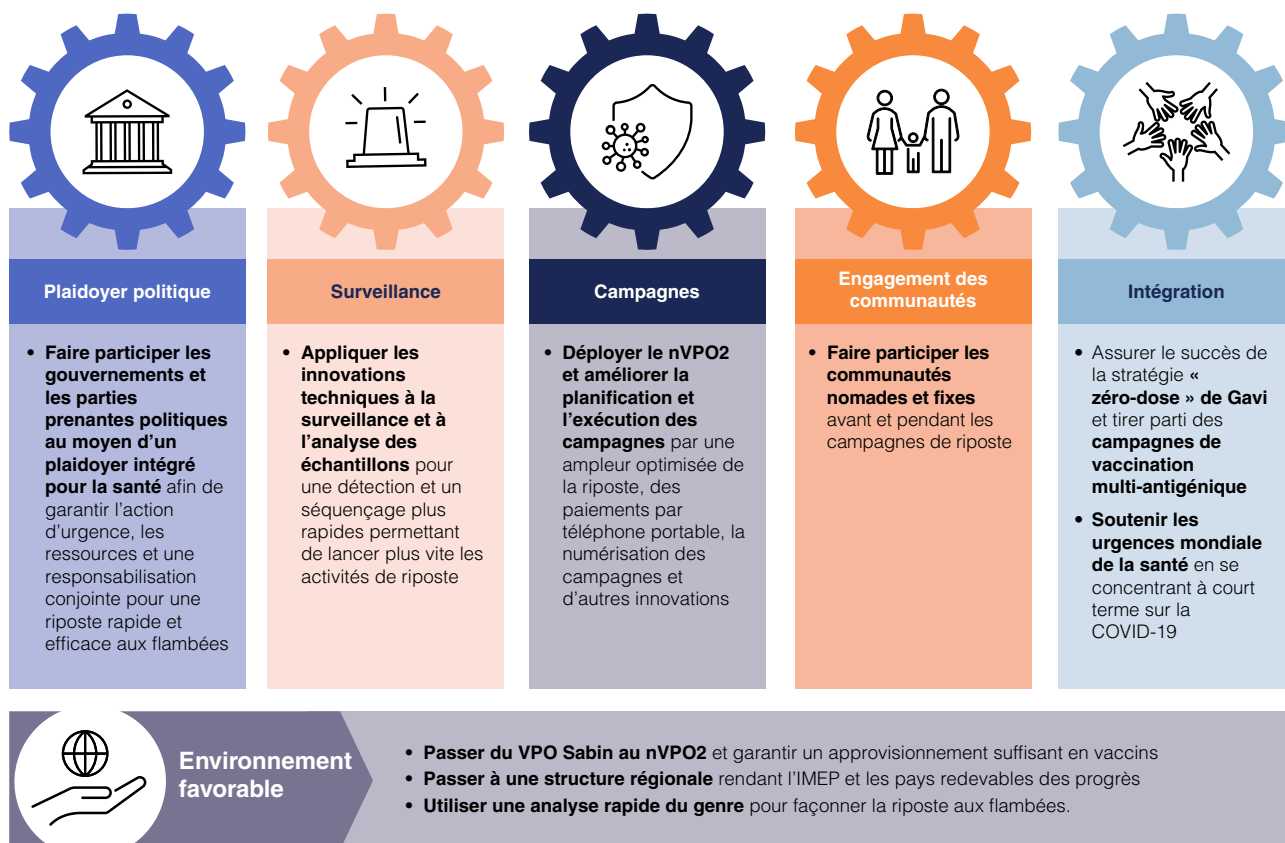 Plaidoyer politique
• Faire participer les
gouvernements et
les parties
prenantes politiques
au moyen d’un
plaidoyer intégré
pour la santé afin de
garantir l’action
d’urgence, les
ressources et une
responsabilisation
conjointe pour une
riposte rapide et
efficace aux flambées
Surveillance
• Appliquer les
innovations
techniques à la
surveillance et à
l’analyse des
échantillons pour
une détection et un
séquençage plus
rapides permettant
de lancer plus vite les
activités de riposte
Campagnes
• Déployer le nVPO2
et améliorer la
planification et
l’exécution des
campagnes par une
ampleur optimisée de
la riposte, des
paiements par
téléphone portable, la
numérisation des
campagnes et
d’autres innovations
Engagement des
communautés
• Faire participer les
communautés
nomades et fixes
avant et pendant les
campagnes de riposte
Intégration
• Assurer le succès de
la stratégie «
zéro-dose » de Gavi
et tirer parti des
campagnes de
vaccination
multi-antigénique
• Soutenir les
urgences mondiale
de la santé en se
concentrant à court
terme sur la
COVID-19
Environnement
favorable
• Passer du VPO Sabin au nVPO2 et garantir un approvisionnement suffisant en vaccins
• Passer à une structure régionale rendant l’IMEP et les pays redevables des progrès
• Utiliser une analyse rapide du genre pour façonner la riposte aux flambées.